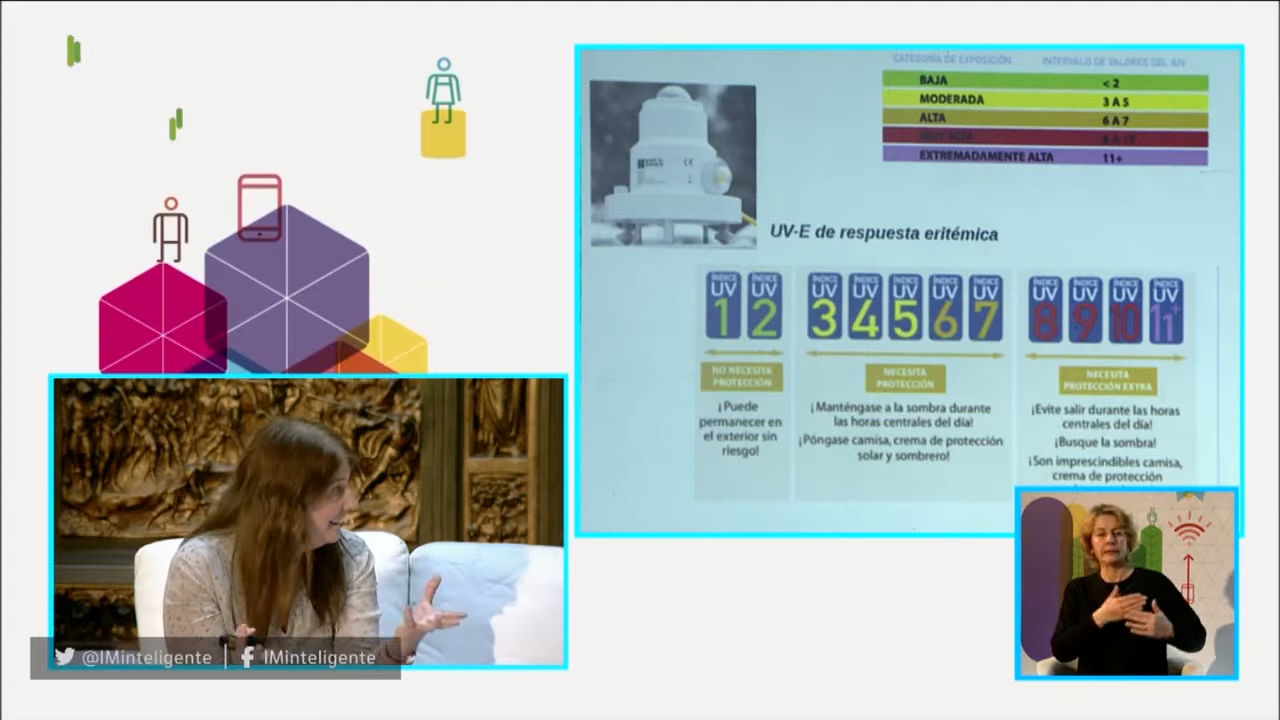 CATEGORÍA DE EXPOSICIÓN INTERVALO DE VALORES DEL IUV
BAJA < 2
MODERADA 3 A 5
ALTA 6 A 7
MUY ALTA 8 A 10
EXTREMADAMENTE ALTA 11+
UV-E de respuesta eritémica
ÍNDICE UV 1
ÍNDICE UV 2
ÍNDICE UV 3
ÍNDICE UV 4
ÍNDICE UV 5
ÍNDICE UV 6
ÍNDICE UV 7
ÍNDICE UV 8
ÍNDICE UV 9
ÍNDICE UV 10
ÍNDICE UV 11+
NO NECESITA
PROTECCIÓN
¡Puede
permanecer en
el exterior sin
riesgo!
NECESITA
PROTECCIÓN
¡Manténgase a la sombra durante
las horas centrales del día!
¡Póngase camisa, crema de protección
solar y sombrero!
NECESITA
PROTECCIÓN EXTRA
¡Evite salir durante las horas
centrales del día!
¡Busque la sombra!
¡Son imprescindibles camisa,
crema de protección
@IMinteligente | IMinteligente